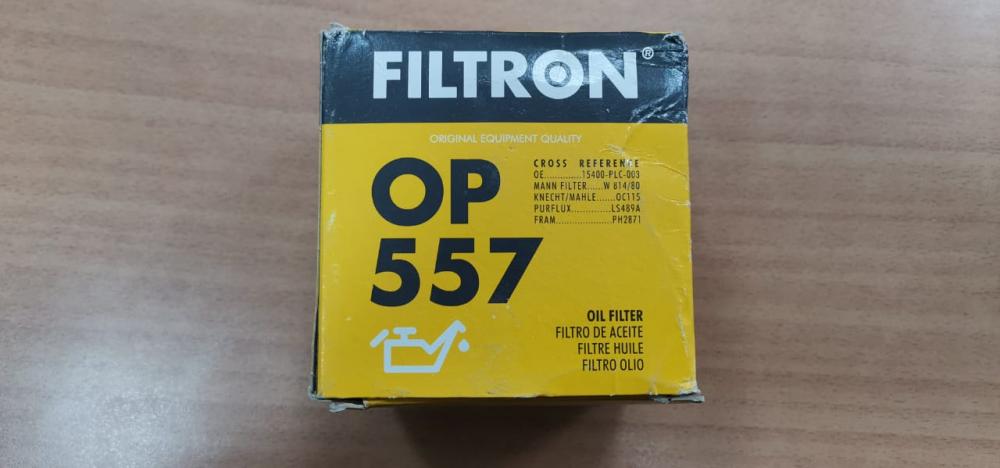 FILTRON®
ORIGINAL EQUIPMENT QUALITY
OP
557
CROSS REFERENCE
OE..............15400-PLC-003
MANN FILTER......W 814/80
KNECHT/MAHLE.......OC115
PURFLUX..............LS489A
FRAM.....................PH2871
OIL FILTER
FILTRO DE ACEITE
FILTRE HUILE
FILTRO OLIO